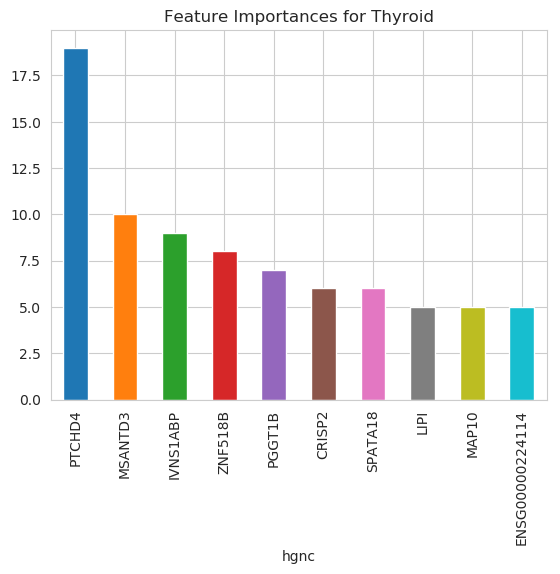 Feature Importances for Thyroid
17.5
15.0
12.5
10.0
7.5
5.0
2.5
0.0
PTCHD4
MSANTD3
IVNS1ABP
ZNF518B
PGGT1B
CRISP2
SPATA18
LIPI
MAP10
ENSG00000224114
hgnc